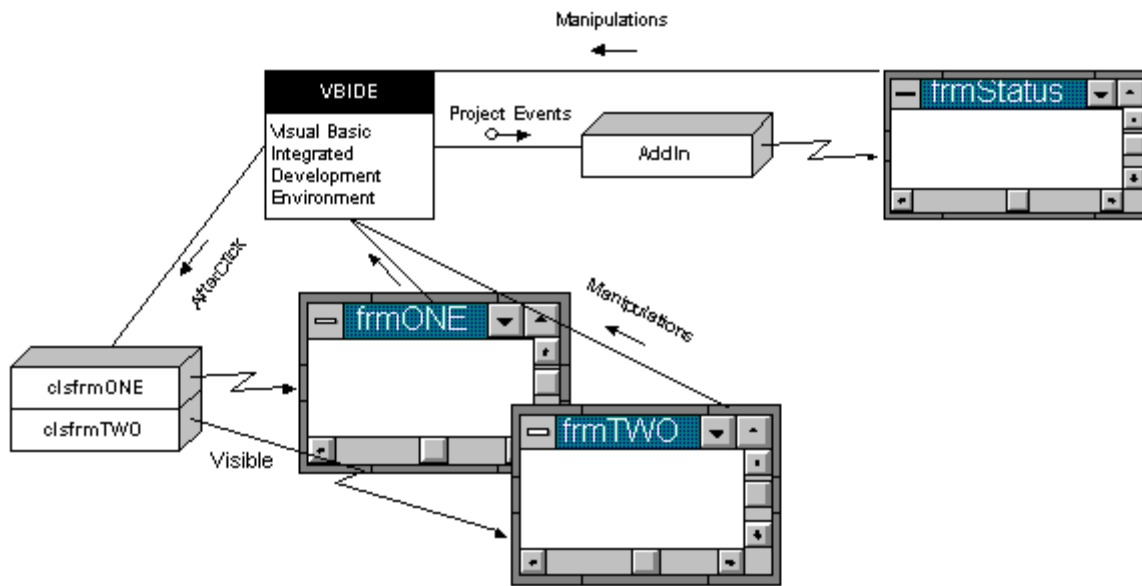 Manipulations
VBIDE
frmStatus
Project Events
Visual Basic
Integrated
Development
Environment
AddIn
AfterClick
frmONE
Manipulations
clsfrmONE
clsfrmTWO
frmTWO
Visible